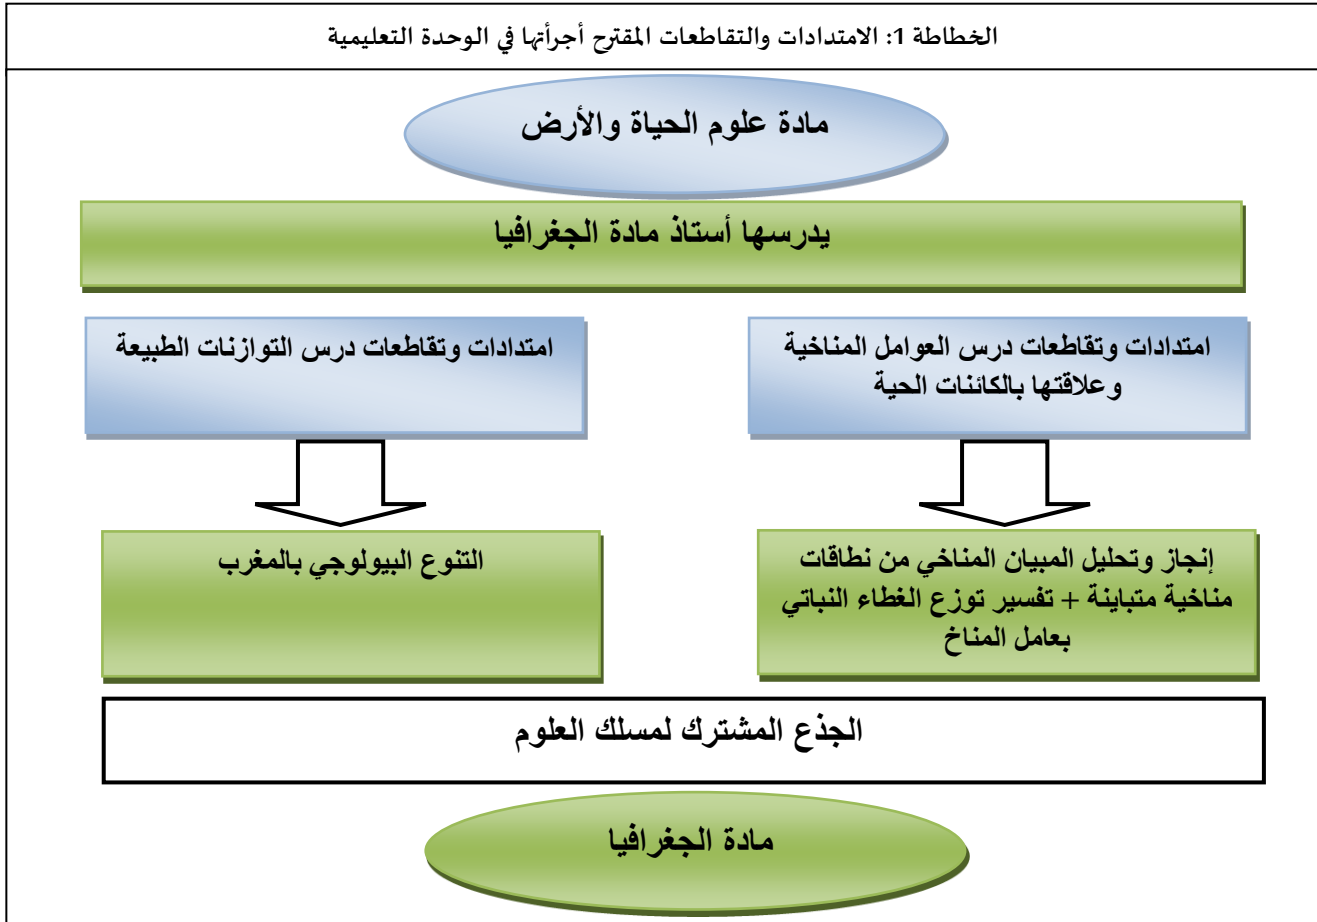 الخطاطة 1: الامتدادات والتقاطعات المقترح أجرأتها في الوحدة التعليمية
مادة علوم الحياة والأرض
يدرسها أستاذ مادة الجغرافيا
امتدادات وتقاطعات درس العوامل المناخية
وعلاقتها بالكائنات الحية
امتدادات وتقاطعات درس التوازنات الطبيعة
إنجاز وتحليل المبيان المناخي من نطاقات
مناخية متباينة + تفسير توزع الغطاء النباتي
بعامل المناخ
التنوع البيولوجي بالمغرب
الجذع المشترك لمسلك العلوم
مادة الجغرافيا